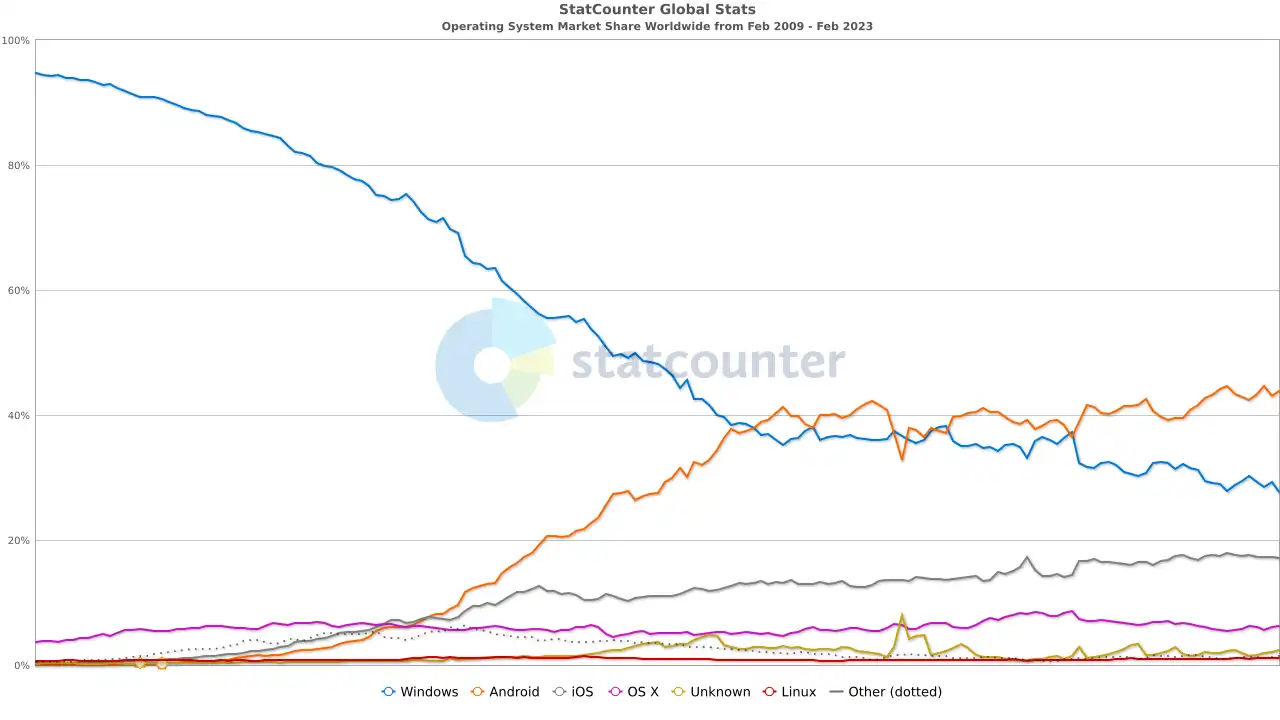 StatCounter Global Stats
Operating System Market Share Worldwide from Feb 2009 - Feb 2023
100%
80%
60%
statcounter
40%
20%
0%
Windows Android iOS OS X Unknown Linux Other (dotted)